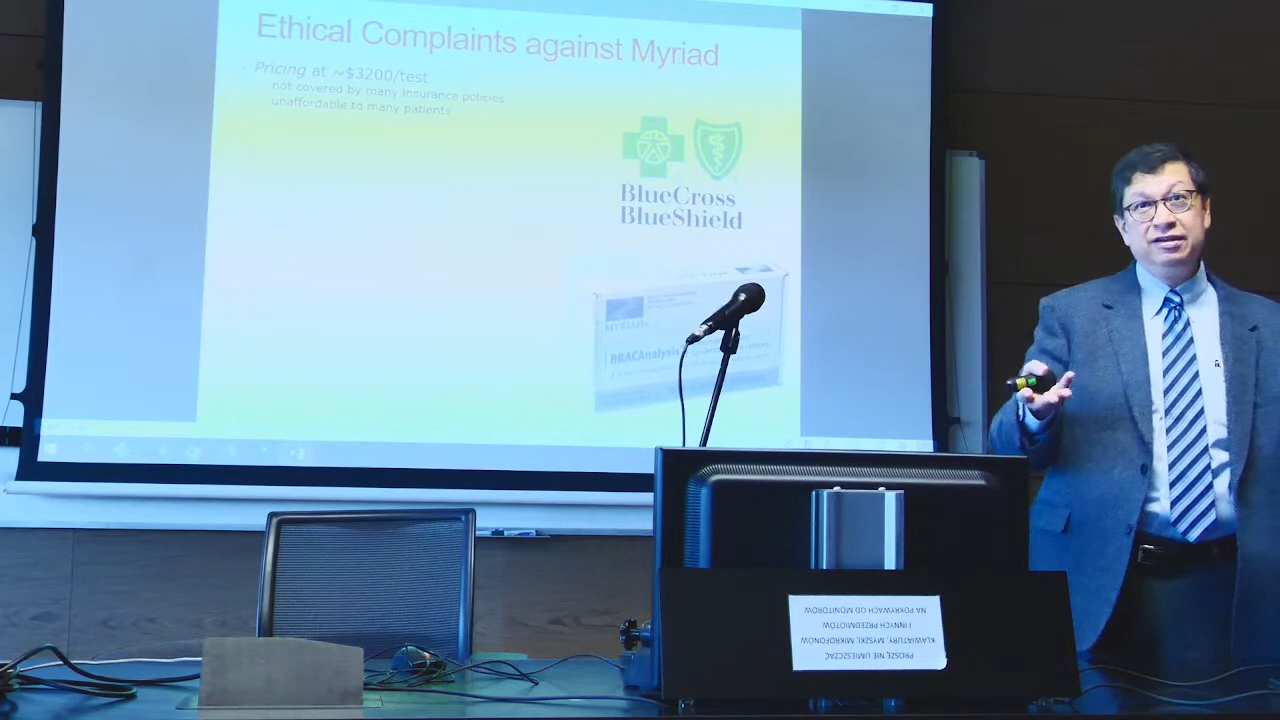 Ethical Complaints against Myriad
Pricing at ~$3200/test
not covered by many insurance policies
unaffordable to many patients
BlueCross
BlueShield
MYRIAD
BRACAnalysis
PROSZĘ NIE UMIESZCZAĆ
KLAWIATURY, MYSZKI, MIKROFONÓW
I INNYCH PRZEDMIOTÓW
NA POKRYWACH OD MONITORÓW